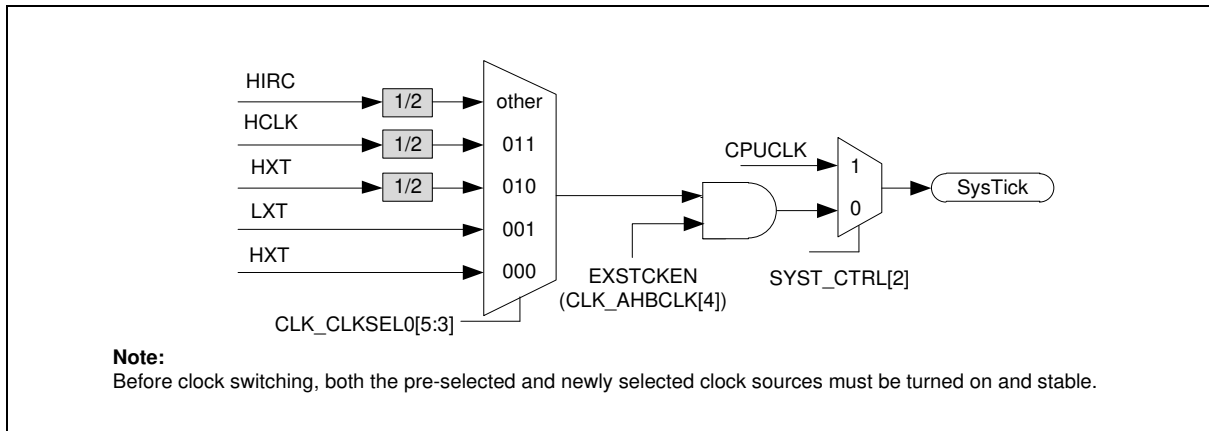 HIRC
1/2
other
HCLK
1/2
011
HXT
1/2
010
LXT
001
HXT
000
CPUCLK
1
0
SysTick
EXSTCKEN
(CLK_AHBCLK[4])
SYST_CTRL[2]
CLK_CLKSEL0[5:3]
Note:
Before clock switching, both the pre-selected and newly selected clock sources must be turned on and stable.